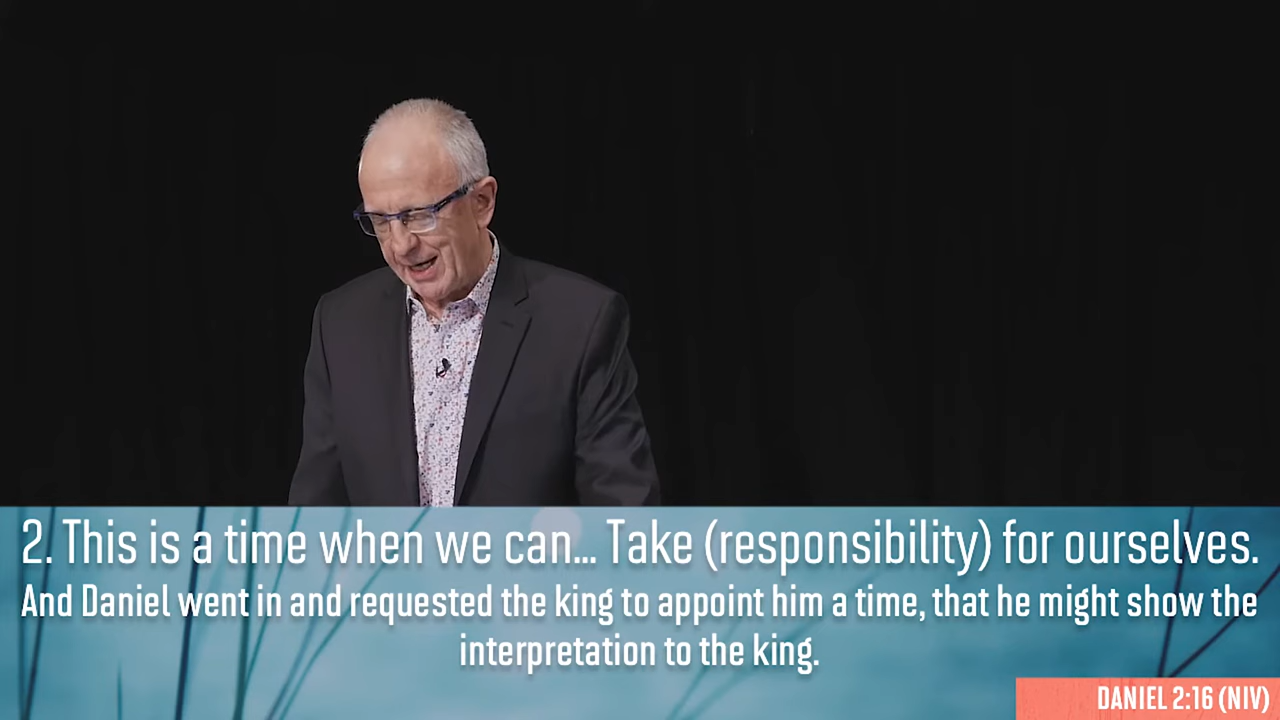 2. This is a time when we can... Take (responsibility) for ourselves.
And Daniel went in and requested the king to appoint him a time, that he might show the
interpretation to the king.
DANIEL 2:16 (NIV)